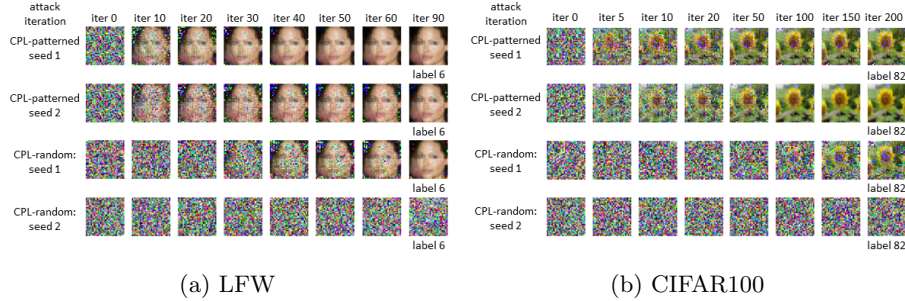 attack
iteration iter 0 iter 10 iter 20 iter 30 iter 40 iter 50 iter 60 iter 90
CPL-patterned
seed 1
label 6
CPL-patterned
seed 2
label 6
CPL-random:
seed 1
label 6
CPL-random:
seed 2
label 6
(a) LFW
attack
iteration iter 0 iter 5 iter 10 iter 20 iter 50 iter 100 iter 150 iter 200
CPL-patterned
seed 1
label 82
CPL-patterned
seed 2
label 82
CPL-random:
seed 1
label 82
CPL-random:
seed 2
label 82
(b) CIFAR100